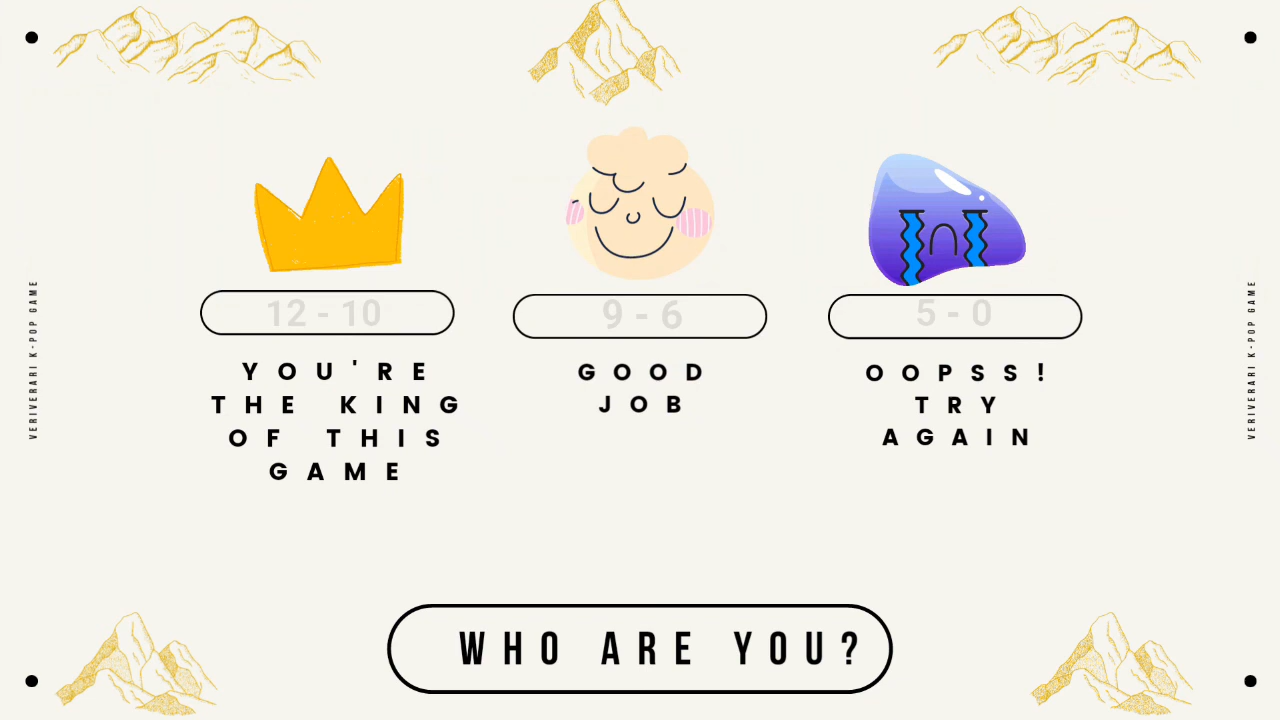 12 - 10
YOU'RE
THE KING
OF THIS
GAME
9 - 6
GOOD
JOB
5 - 0
OOPSS!
TRY
AGAIN
VERIVERARI K-POP GAME
VERIVERARI K-POP GAME
WHO ARE YOU?